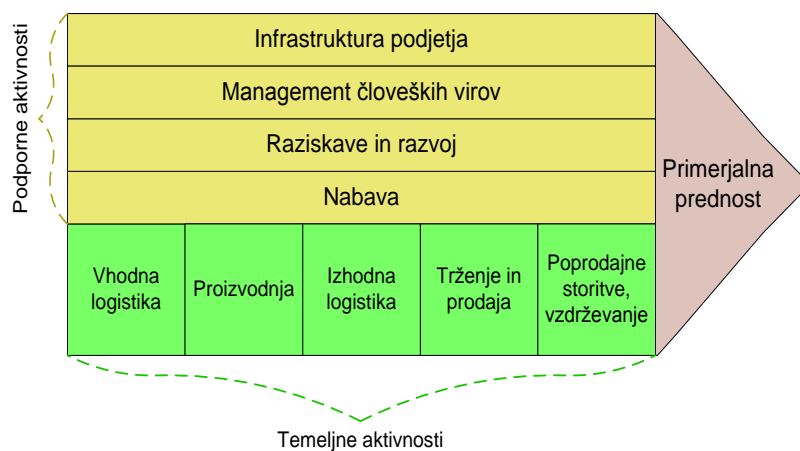 Podporne aktivnosti
Infrastruktura podjetja
Management človeških virov
Raziskave in razvoj
Nabava
Primerjalna
prednost
Vhodna
logistika
Proizvodnja
Izhodna
logistika
Trženje in
prodaja
Poprodajne
storitve,
vzdrževanje
Temeljne aktivnosti